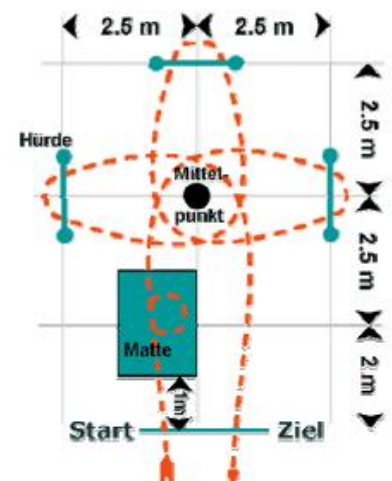 2.5 m 2.5 m
2.5 m
Hürde
Mittel-
punkt
2.5 m
Matte
2 m
1m
Start Ziel